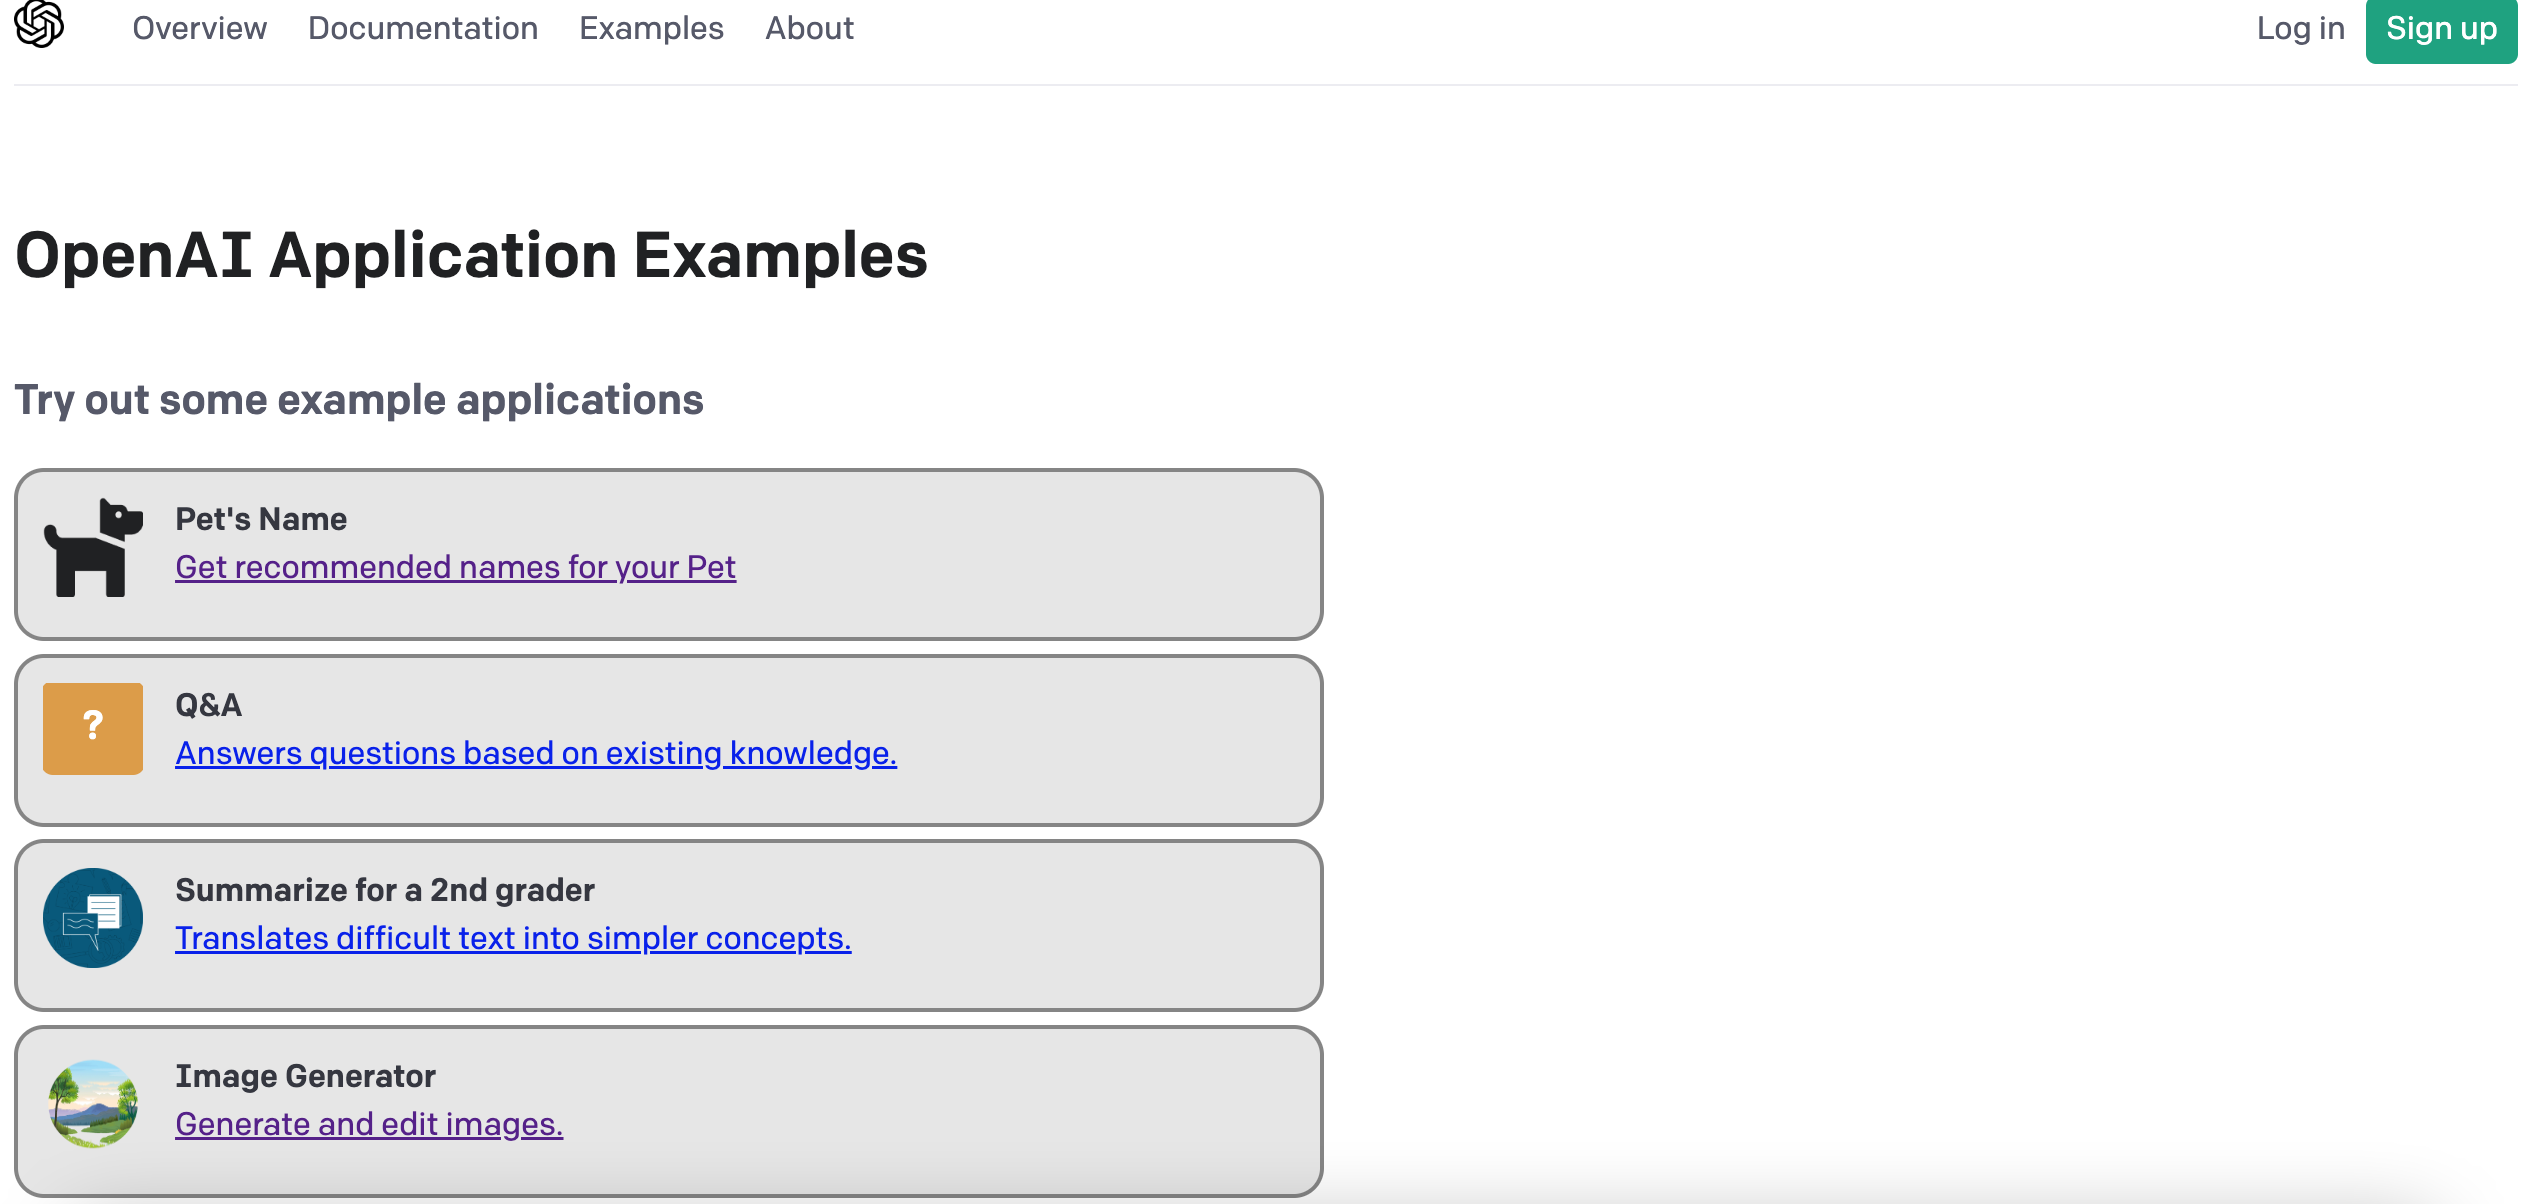 Overview Documentation Examples About Log in Sign up
OpenAI Application Examples
Try out some example applications
Pet's Name
Get recommended names for your Pet
?
Q&A
Answers questions based on existing knowledge.
Summarize for a 2nd grader
Translates difficult text into simpler concepts.
Image Generator
Generate and edit images.